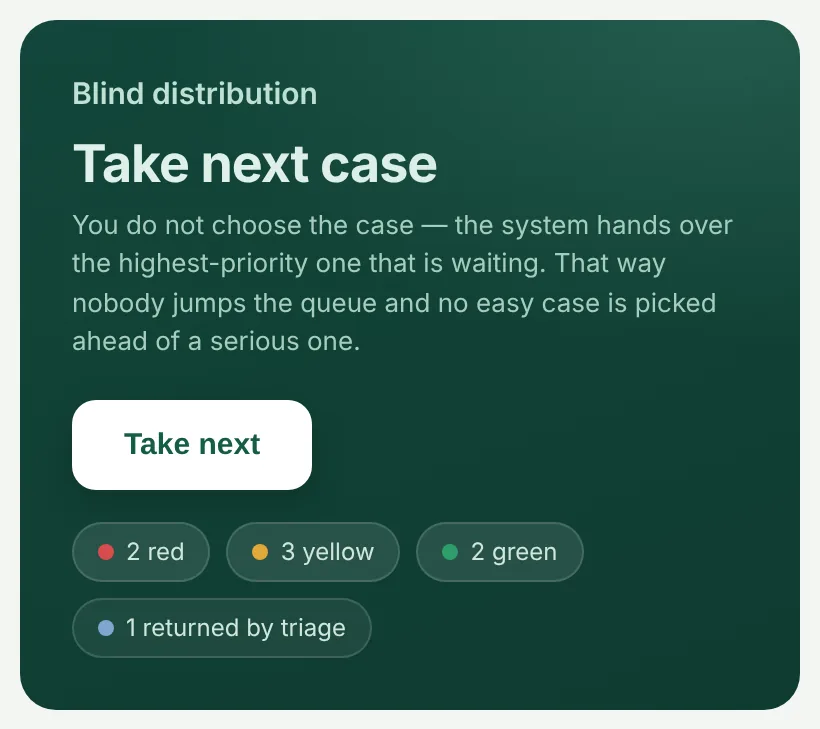 Blind distribution
Take next case
You do not choose the case — the system hands over
the highest-priority one that is waiting. That way
nobody jumps the queue and no easy case is picked
ahead of a serious one.
Take next
2 red
3 yellow
2 green
1 returned by triage